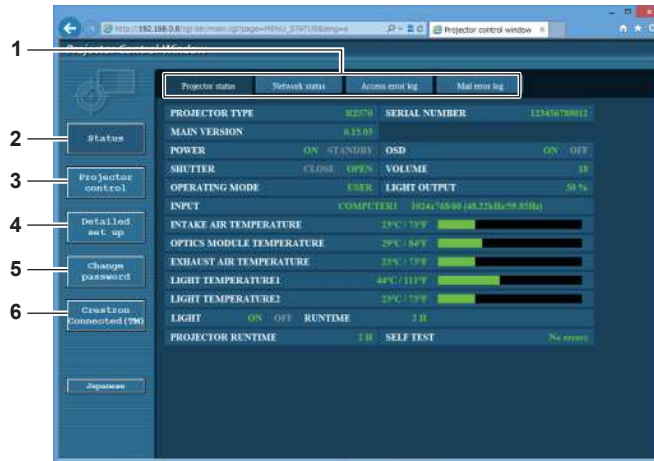 http://192.168.0.8/cgi-bin/main.cgi?page=MENU_STATUS&lang=e
Projector control window
Projector Control Window
1
Projector status Network status Access error log Mail error log
PROJECTOR TYPE RZ570 SERIAL NUMBER 123456789012
MAIN VERSION 0.15.03
2 Status
POWER ON STANDBY OSD ON OFF
SHUTTER CLOSE OPEN VOLUME 18
3 Projector control
OPERATING MODE USER LIGHT OUTPUT 50 %
INPUT COMPUTER1 1024x768/60 (48.22kHz/59.85Hz)
4 Detailed set up
INTAKE AIR TEMPERATURE 23°C / 73°F
OPTICS MODULE TEMPERATURE 29°C / 84°F
5 Change password
EXHAUST AIR TEMPERATURE 23°C / 73°F
LIGHT TEMPERATURE1 44°C / 111°F
LIGHT TEMPERATURE2 23°C / 73°F
6 Crestron Connected(TM)
LIGHT ON OFF RUNTIME 2 H
PROJECTOR RUNTIME 2 H SELF TEST No errors
Japanese